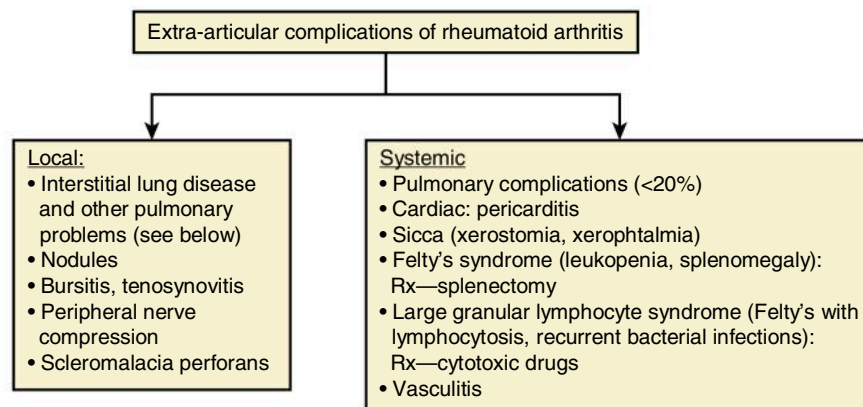 Extra-articular complications of rheumatoid arthritis
Local:
• Interstitial lung disease
and other pulmonary
problems (see below)
• Nodules
• Bursitis, tenosynovitis
• Peripheral nerve
compression
• Scleromalacia perforans
Systemic
• Pulmonary complications (<20%)
• Cardiac: pericarditis
• Sicca (xerostomia, xerophtalmia)
• Felty's syndrome (leukopenia, splenomegaly):
Rx—splenectomy
• Large granular lymphocyte syndrome (Felty's with
lymphocytosis, recurrent bacterial infections):
Rx—cytotoxic drugs
• Vasculitis